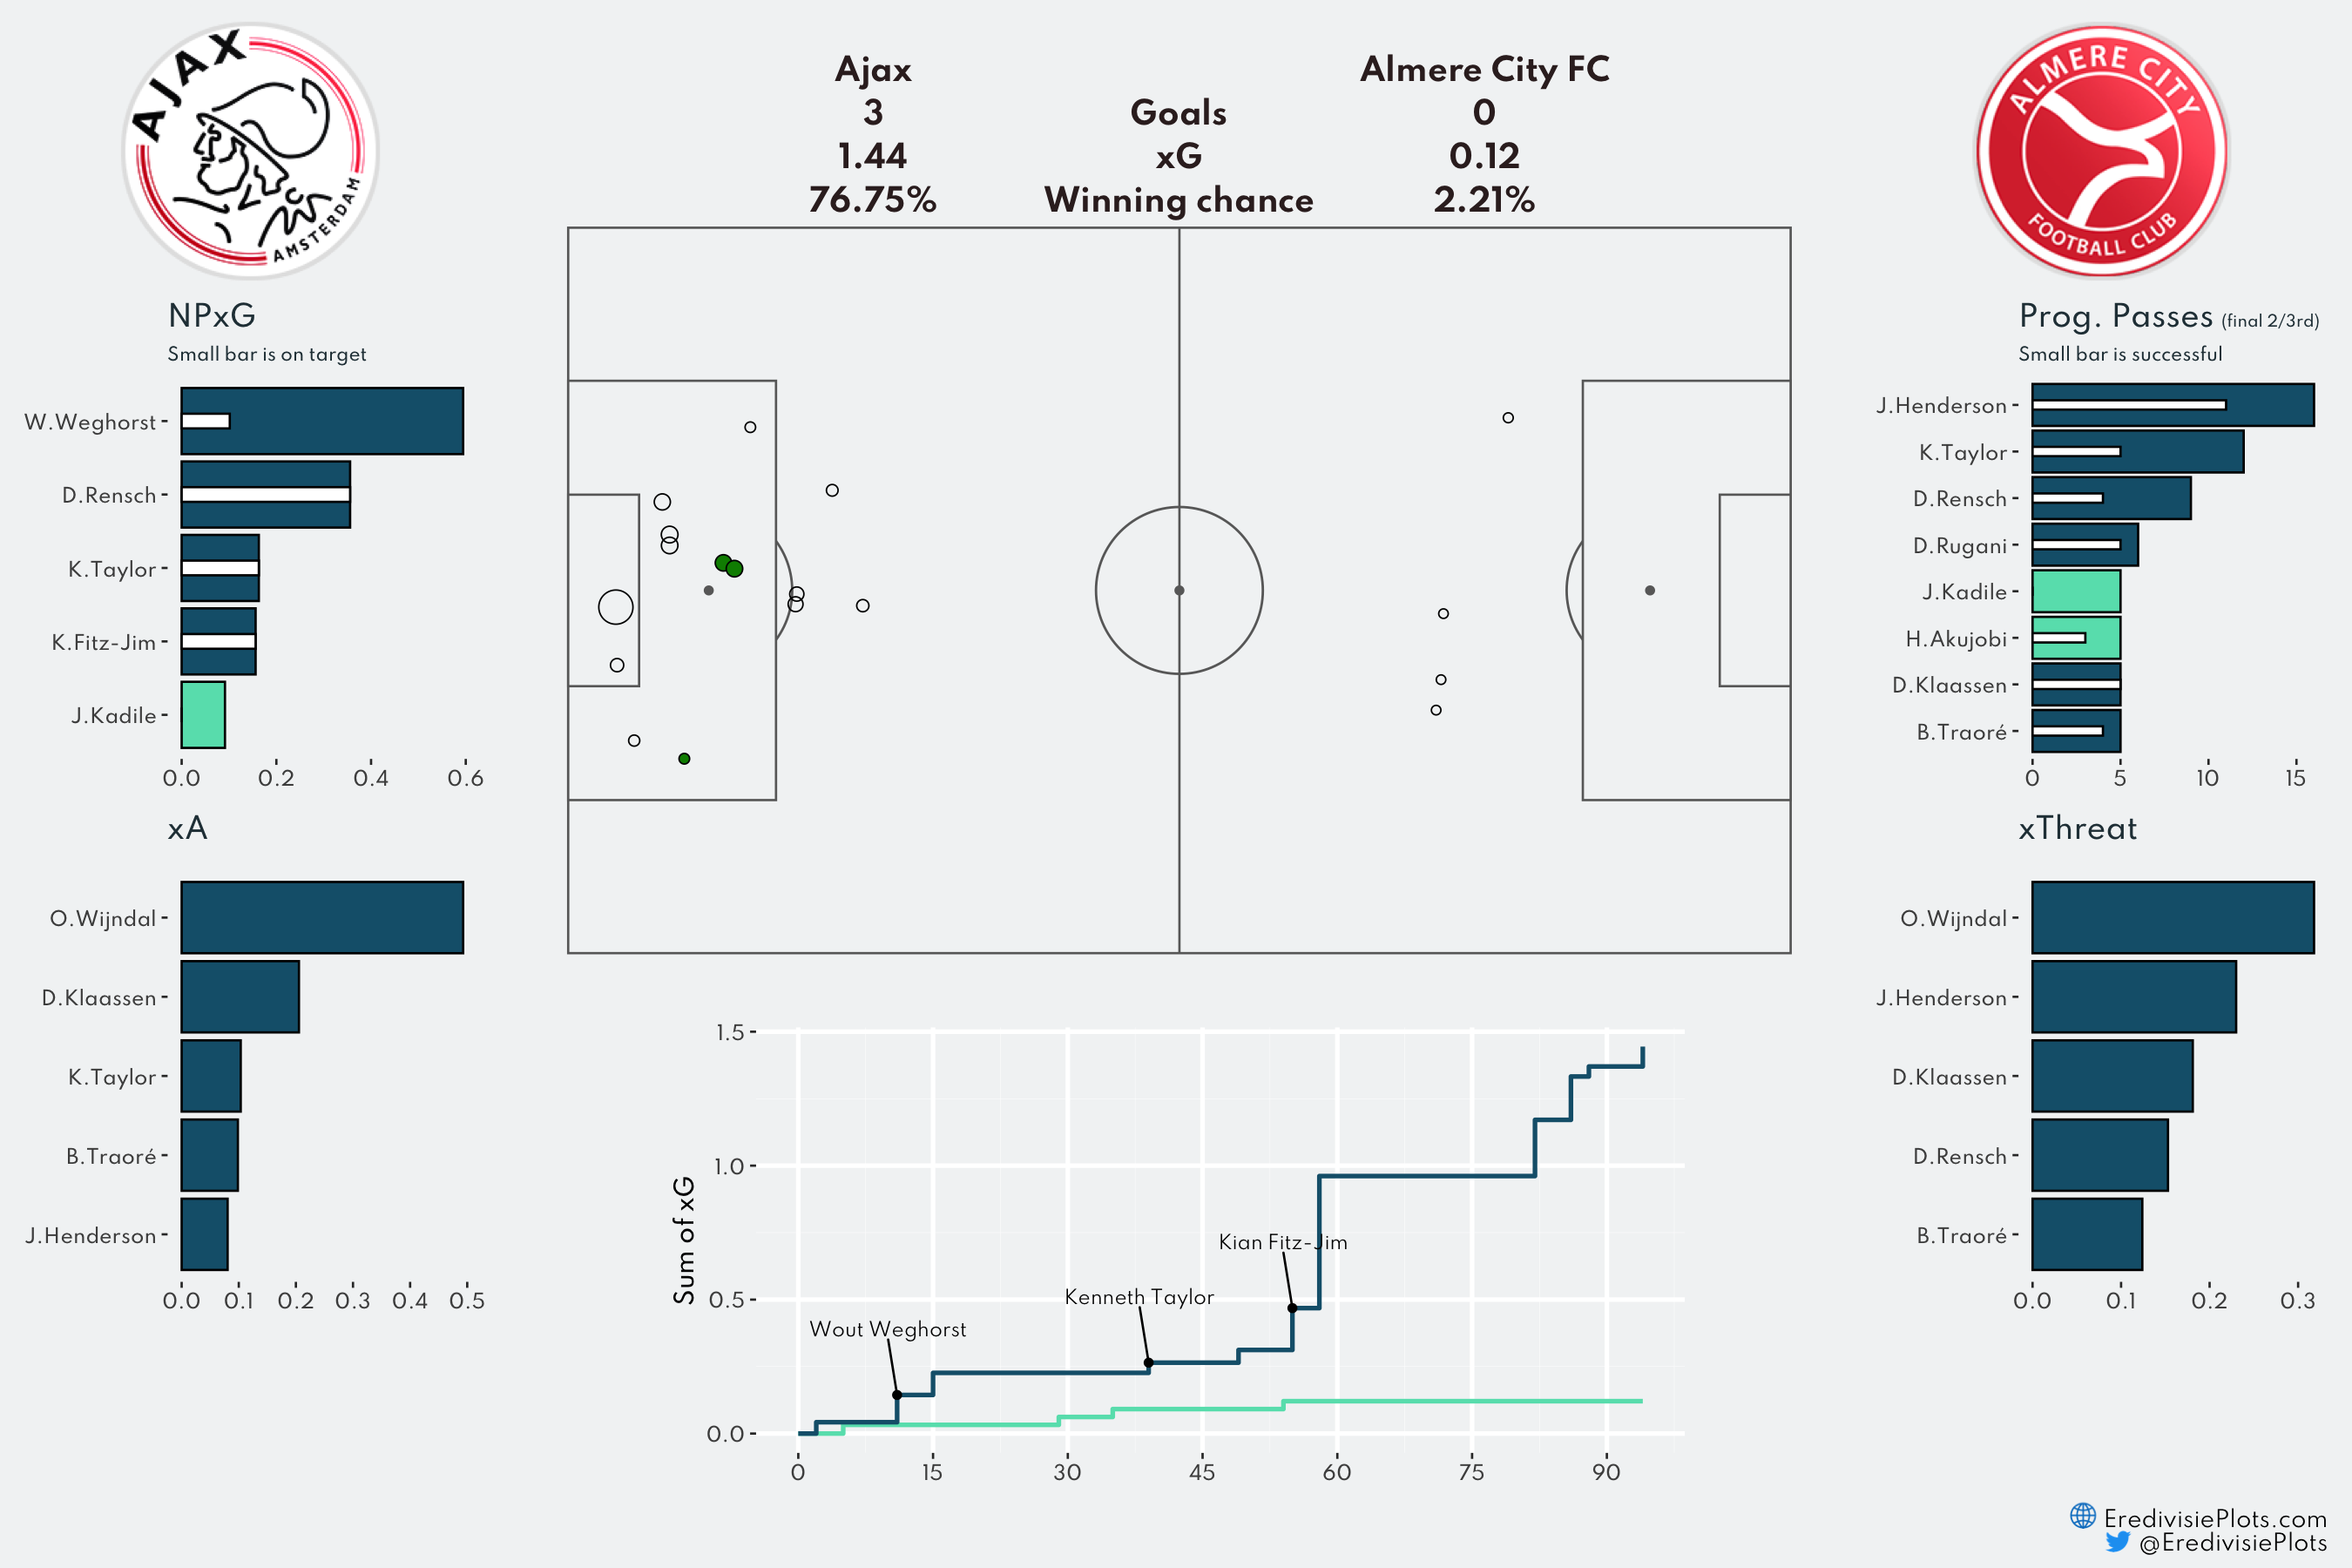 AJAX
AMSTERDAM
Ajax Almere City FC
3 Goals 0
1.44 xG 0.12
76.75% Winning chance 2.21%
ALMERE CITY
FOOTBALL CLUB
NPxG
Small bar is on target
W.Weghorst
D.Rensch
K.Taylor
K.Fitz-Jim
J.Kadile
0.0 0.2 0.4 0.6
xA
O.Wijndal
D.Klaassen
K.Taylor
B.Traoré
J.Henderson
0.0 0.1 0.2 0.3 0.4 0.5
Sum of xG
1.5
1.0
0.5
0.0
Kian Fitz-Jim
Kenneth Taylor
Wout Weghorst
0 15 30 45 60 75 90
Prog. Passes (final 2/3rd)
Small bar is successful
J.Henderson
K.Taylor
D.Rensch
D.Rugani
J.Kadile
H.Akujobi
D.Klaassen
B.Traoré
0 5 10 15
xThreat
O.Wijndal
J.Henderson
D.Klaassen
D.Rensch
B.Traoré
0.0 0.1 0.2 0.3
EredivisiePlots.com
@EredivisiePlots